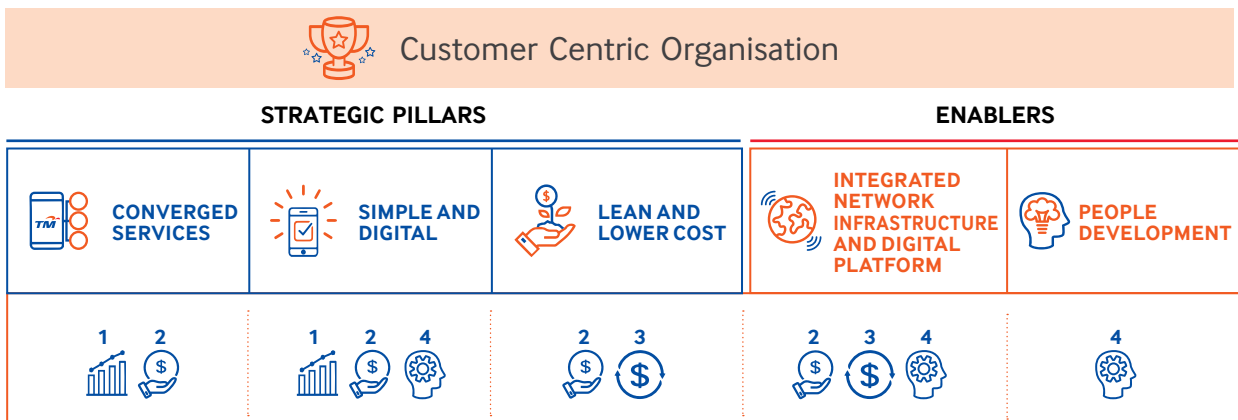 Customer Centric Organisation
STRATEGIC PILLARS
ENABLERS
TM
CONVERGED
SERVICES
SIMPLE AND
DIGITAL
$
LEAN AND
LOWER COST
INTEGRATED
NETWORK
INFRASTRUCTURE
AND DIGITAL
PLATFORM
PEOPLE
DEVELOPMENT
1 2
$
1 2 4
$
2 3
$ $
2 3 4
$ $
4